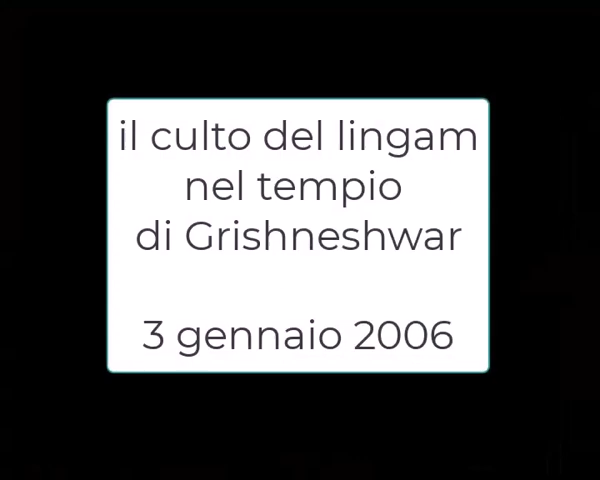 il culto del lingam
nel tempio
di Grishneshwar
3 gennaio 2006